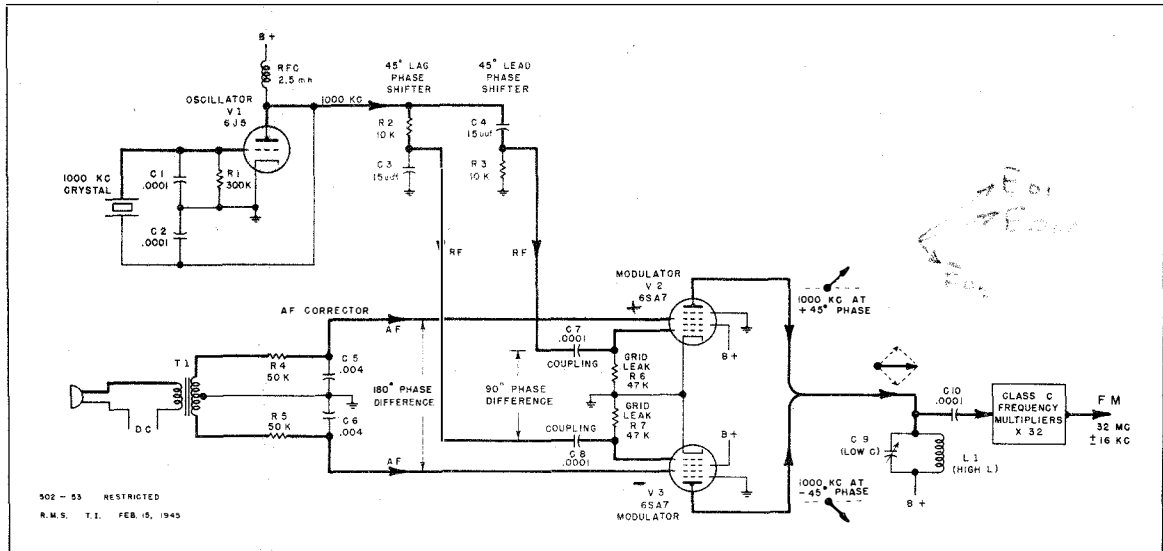 B+
RFC
2.5 mh
OSCILLATOR
V1
6J5
1000 KC
45° LAG
PHASE
SHIFTER
45° LEAD
PHASE
SHIFTER
R2
10 K
C4
15 uuf
C3
15 uuf
R3
10 K
1000 KC
CRYSTAL
C1
.0001
R1
300K
C2
.0001
RF
RF
E01
MODULATOR
V2
6SA7
+
1000 KC AT
+45° PHASE
AF CORRECTOR
AF
C7
.0001
COUPLING
B+
T1
R4
50 K
C5
.004
180° PHASE
DIFFERENCE
90° PHASE
DIFFERENCE
GRID
LEAK
R6
47 K
GRID
LEAK
R7
47 K
DC
R5
50 K
C6
.004
COUPLING
C8
.0001
B+
AF
C10
.0001
CLASS C
FREQUENCY
MULTIPLIERS
X 32
FM
32 MC
± 16 KC
C9
(LOW C)
L1
(HIGH L)
B+
–
V3
6SA7
MODULATOR
1000 KC AT
-45° PHASE
502 - 53 RESTRICTED
R.M.S. T.I. FEB. 15, 1945